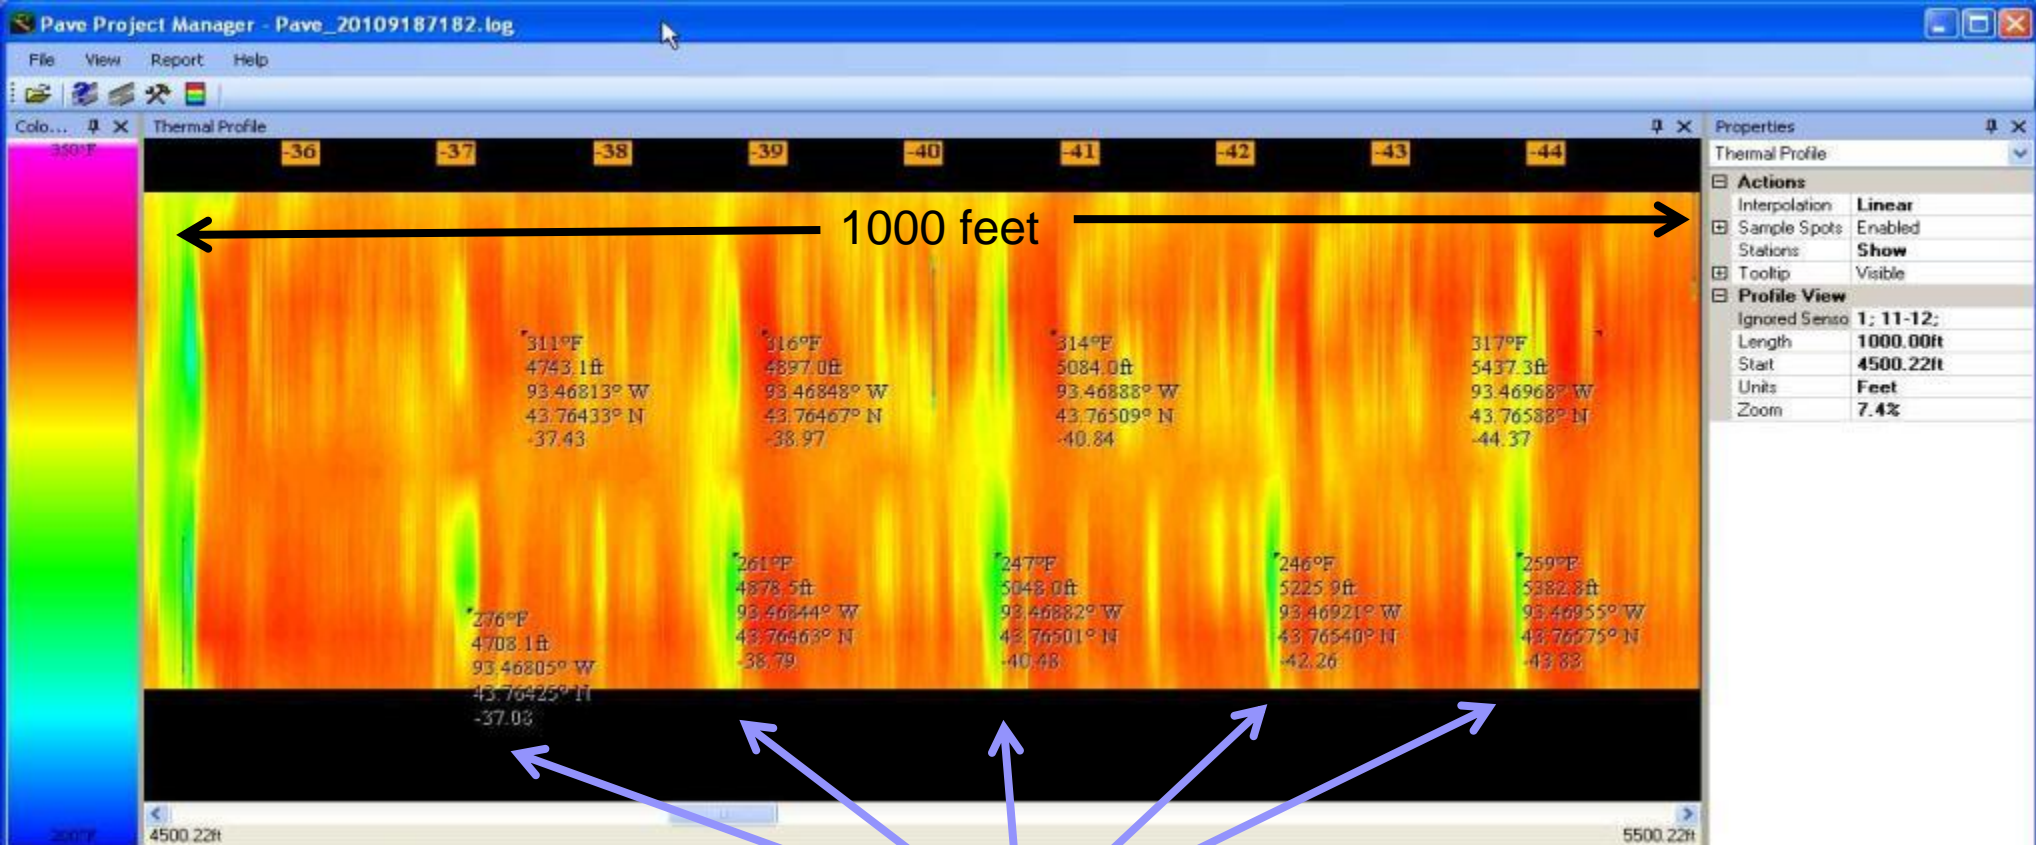 Pave Project Manager - Pave_20109187182.log
File View Report Help
Colo...
Thermal Profile
Properties
350°F
-36 -37 -38 -39 -40 -41 -42 -43 -44
Thermal Profile
Actions
Interpolation Linear
Sample Spots Enabled
Stations Show
Tooltip Visible
Profile View
Ignored Senso 1; 11-12;
Length 1000.00ft
Start 4500.22ft
Units Feet
Zoom 7.4%
1000 feet
311°F
4743.1ft
93.46813° W
43.76433° N
-37.43
316°F
4897.0ft
93.46848° W
43.76467° N
-38.97
314°F
5084.0ft
93.46888° W
43.76509° N
-40.84
317°F
5437.3ft
93.46968° W
43.76588° N
-44.37
276°F
4708.1ft
93.46805° W
43.76425° N
-37.08
261°F
4878.5ft
93.46844° W
43.76463° N
-38.79
247°F
5048.0ft
93.46882° W
43.76501° N
-40.48
246°F
5225.9ft
93.46921° W
43.76540° N
-42.26
259°F
5382.8ft
93.46955° W
43.76575° N
-43.83
200°F
4500.22ft
5500.22ft